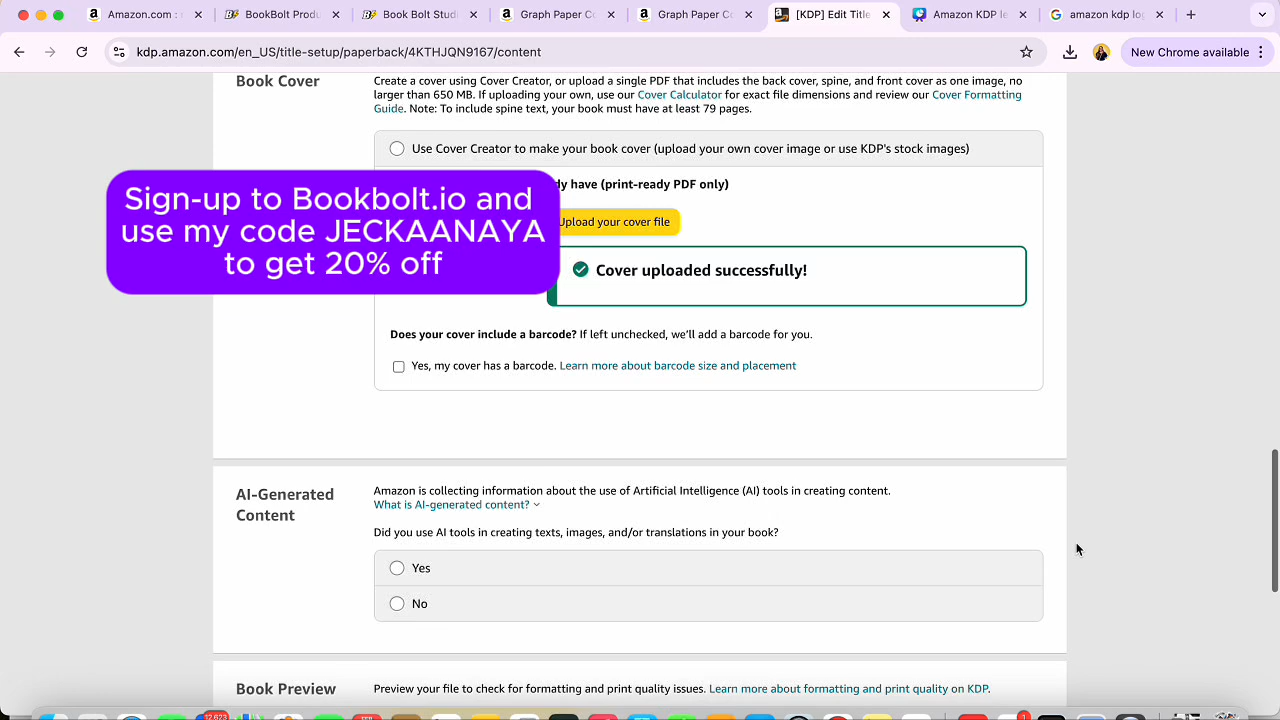 Amazon.com :
BookBolt Produ
Book Bolt Studi
Graph Paper Co
Graph Paper Co
[KDP] Edit Title
Amazon KDP le
amazon kdp log
kdp.amazon.com/en_US/title-setup/paperback/4KTHJQN9167/content
New Chrome available
Book Cover
Create a cover using Cover Creator, or upload a single PDF that includes the back cover, spine, and front cover as one image, no
larger than 650 MB. If uploading your own, use our Cover Calculator for exact file dimensions and review our Cover Formatting
Guide. Note: To include spine text, your book must have at least 79 pages.
Use Cover Creator to make your book cover (upload your own cover image or use KDP's stock images)
Sign-up to Bookbolt.io and
use my code JECKAANAYA
to get 20% off
have (print-ready PDF only)
Upload your cover file
Cover uploaded successfully!
Does your cover include a barcode? If left unchecked, we'll add a barcode for you.
Yes, my cover has a barcode. Learn more about barcode size and placement
AI-Generated
Content
Amazon is collecting information about the use of Artificial Intelligence (AI) tools in creating content.
What is AI-generated content?
Did you use AI tools in creating texts, images, and/or translations in your book?
Yes
No
Book Preview
Preview your file to check for formatting and print quality issues. Learn more about formatting and print quality on KDP.
12,623
1